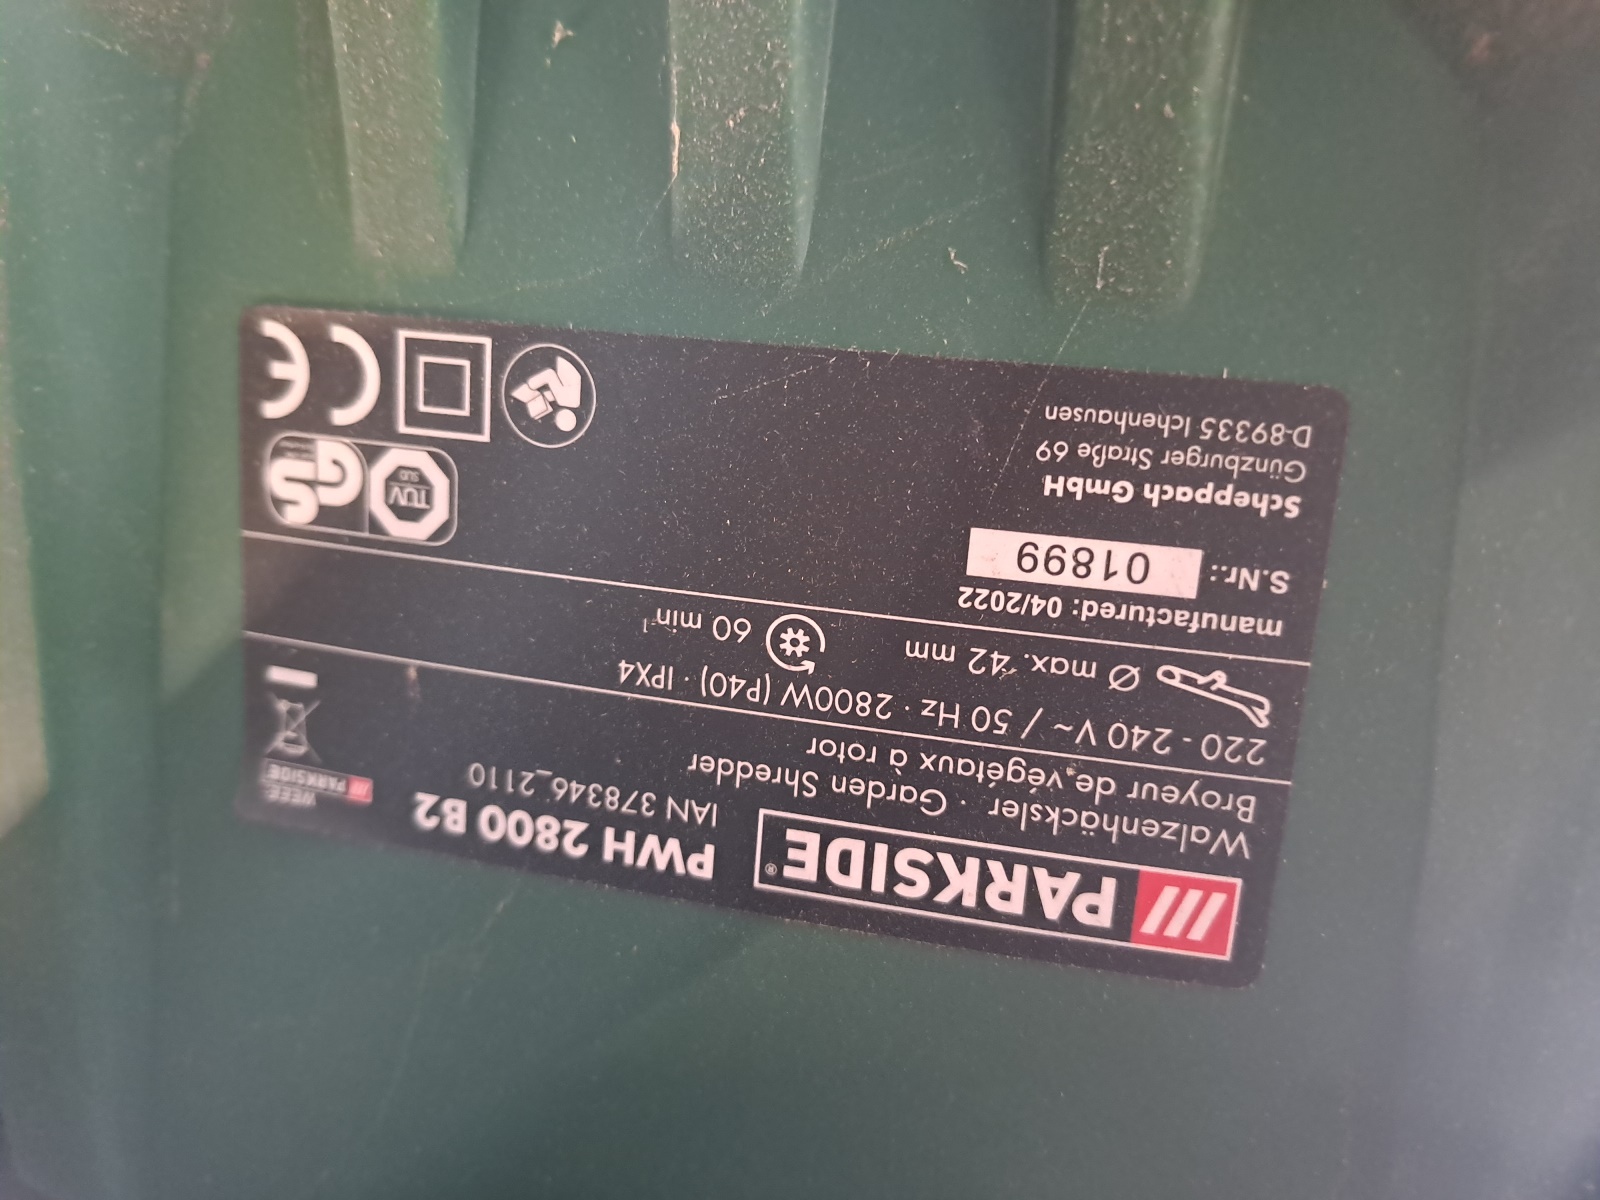 PARKSIDE®
PWH 2800 B2
IAN 378346_2110
Walzenhäcksler · Garden Shredder
Broyeur de végétaux à rotor
WEEE
PARKSIDE
220 - 240 V~ / 50 Hz · 2800W (P40) · IPX4
Ø max. 42 mm
60 min⁻¹
manufactured: 04/2022
S.Nr.: 01899
Scheppach GmbH
Günzburger Straße 69
D-89335 Ichenhausen
TÜV
SÜD
GS
CE